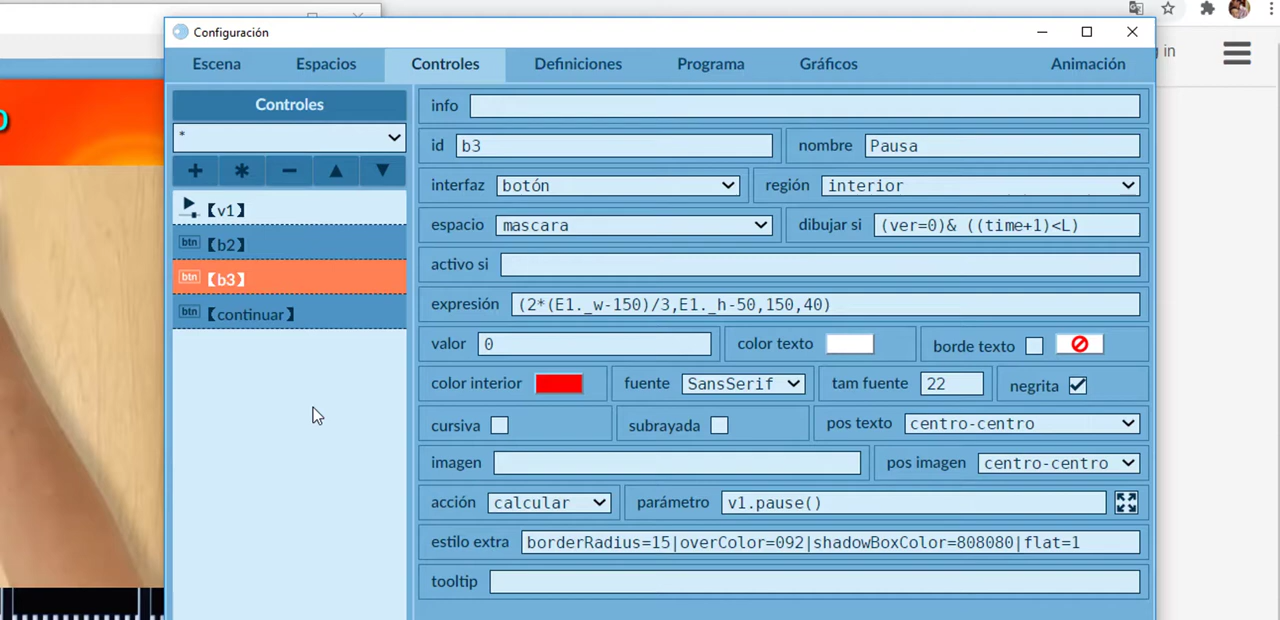 Configuración
Escena Espacios Controles Definiciones Programa Gráficos Animación
in
O
Controles
*
+ * − ▲ ▼
【v1】
btn 【b2】
btn 【b3】
btn 【continuar】
info
id b3 nombre Pausa
interfaz botón región interior
espacio mascara dibujar si (ver=0)& ((time+1)<L)
activo si
expresión (2*(E1._w-150)/3,E1._h-50,150,40)
valor 0 color texto borde texto
color interior fuente SansSerif tam fuente 22 negrita
cursiva subrayada pos texto centro-centro
imagen pos imagen centro-centro
acción calcular parámetro v1.pause()
estilo extra borderRadius=15|overColor=092|shadowBoxColor=808080|flat=1
tooltip